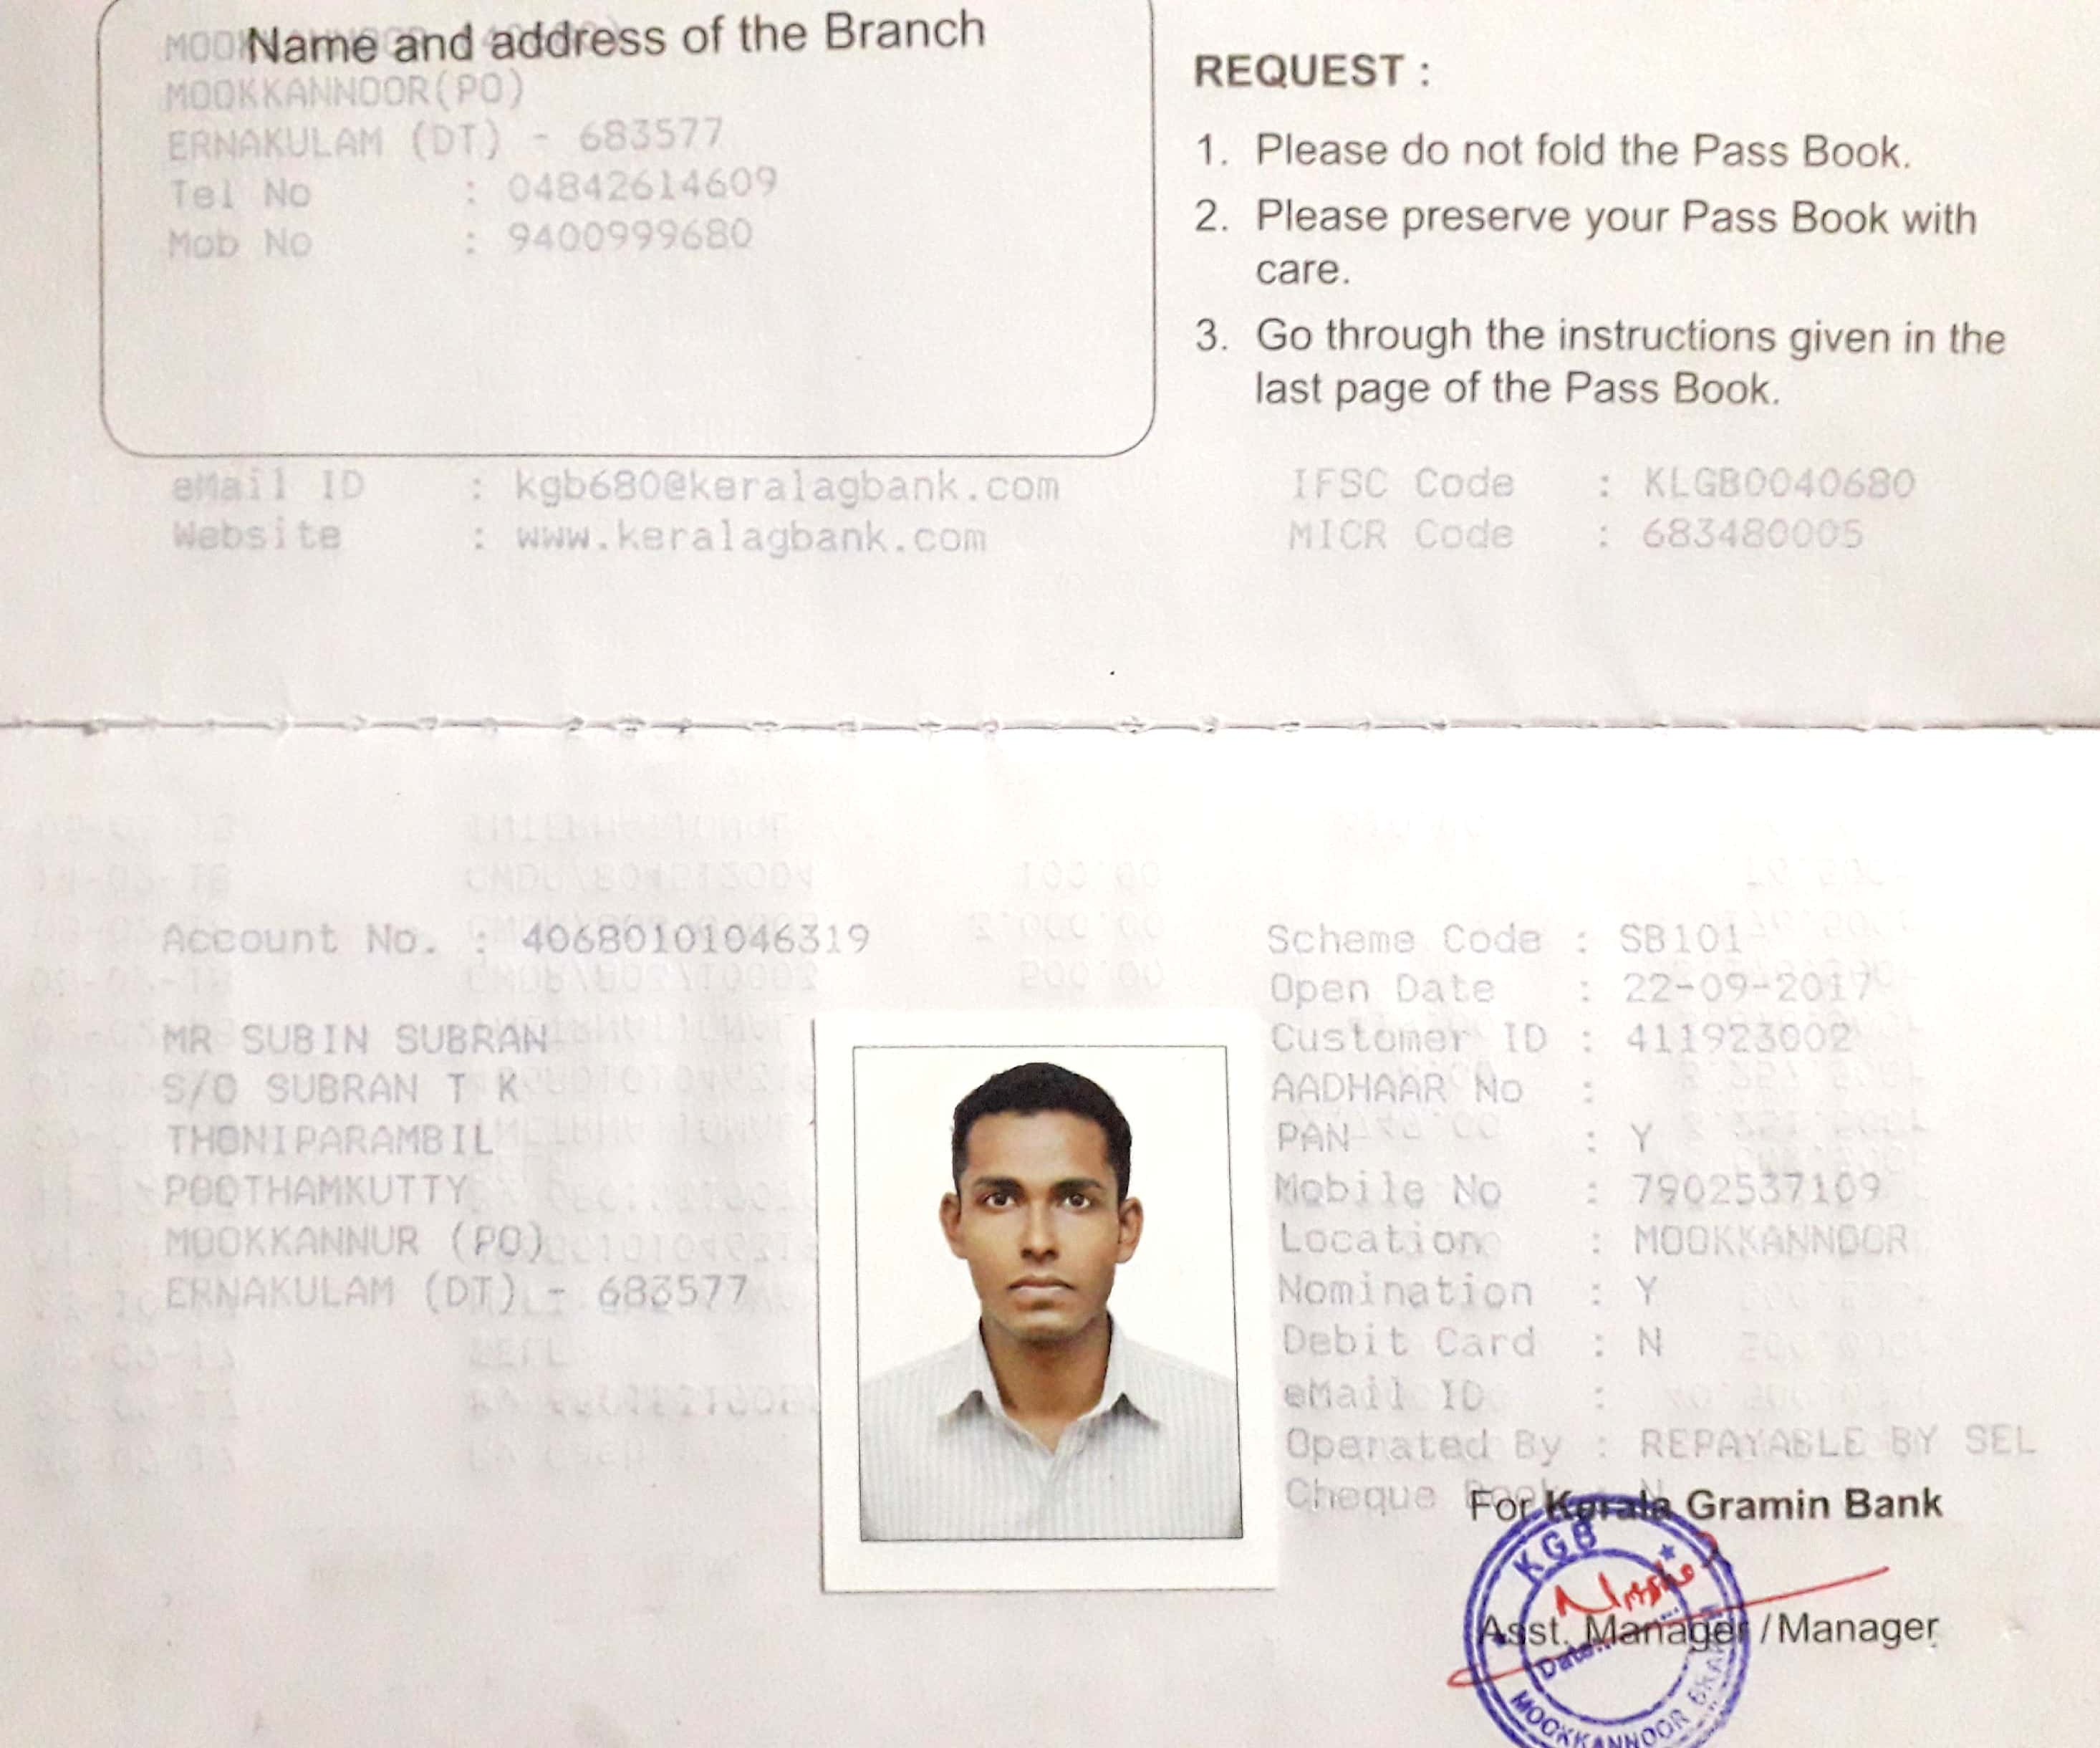 Name and address of the Branch
MOOKKANNOOR(PO)
ERNAKULAM (DT) - 683577
Tel No : 04842614609
Mob No : 9400999680
REQUEST :
1. Please do not fold the Pass Book.
2. Please preserve your Pass Book with
care.
3. Go through the instructions given in the
last page of the Pass Book.
eMail ID : kgb680@keralagbank.com
Website : www.keralagbank.com
IFSC Code : KLGB0040680
MICR Code : 683480005
Account No. : 40680101046319
MR SUBIN SUBRAN
S/O SUBRAN T K
THONIPARAMBIL
POOTHAMKUTTY
MOOKKANNUR (PO)
ERNAKULAM (DT) - 683577
Scheme Code : SB101
Open Date : 22-09-2017
Customer ID : 411923002
AADHAAR No :
PAN : Y
Mobile No : 7902537109
Location : MOOKKANNOOR
Nomination : Y
Debit Card : N
eMail ID :
Operated By : REPAYABLE BY SEL
Cheque Book : N
For Kerala Gramin Bank
KGB
Date
Asst. Manager / Manager
MOOKKANNOOR BRANCH